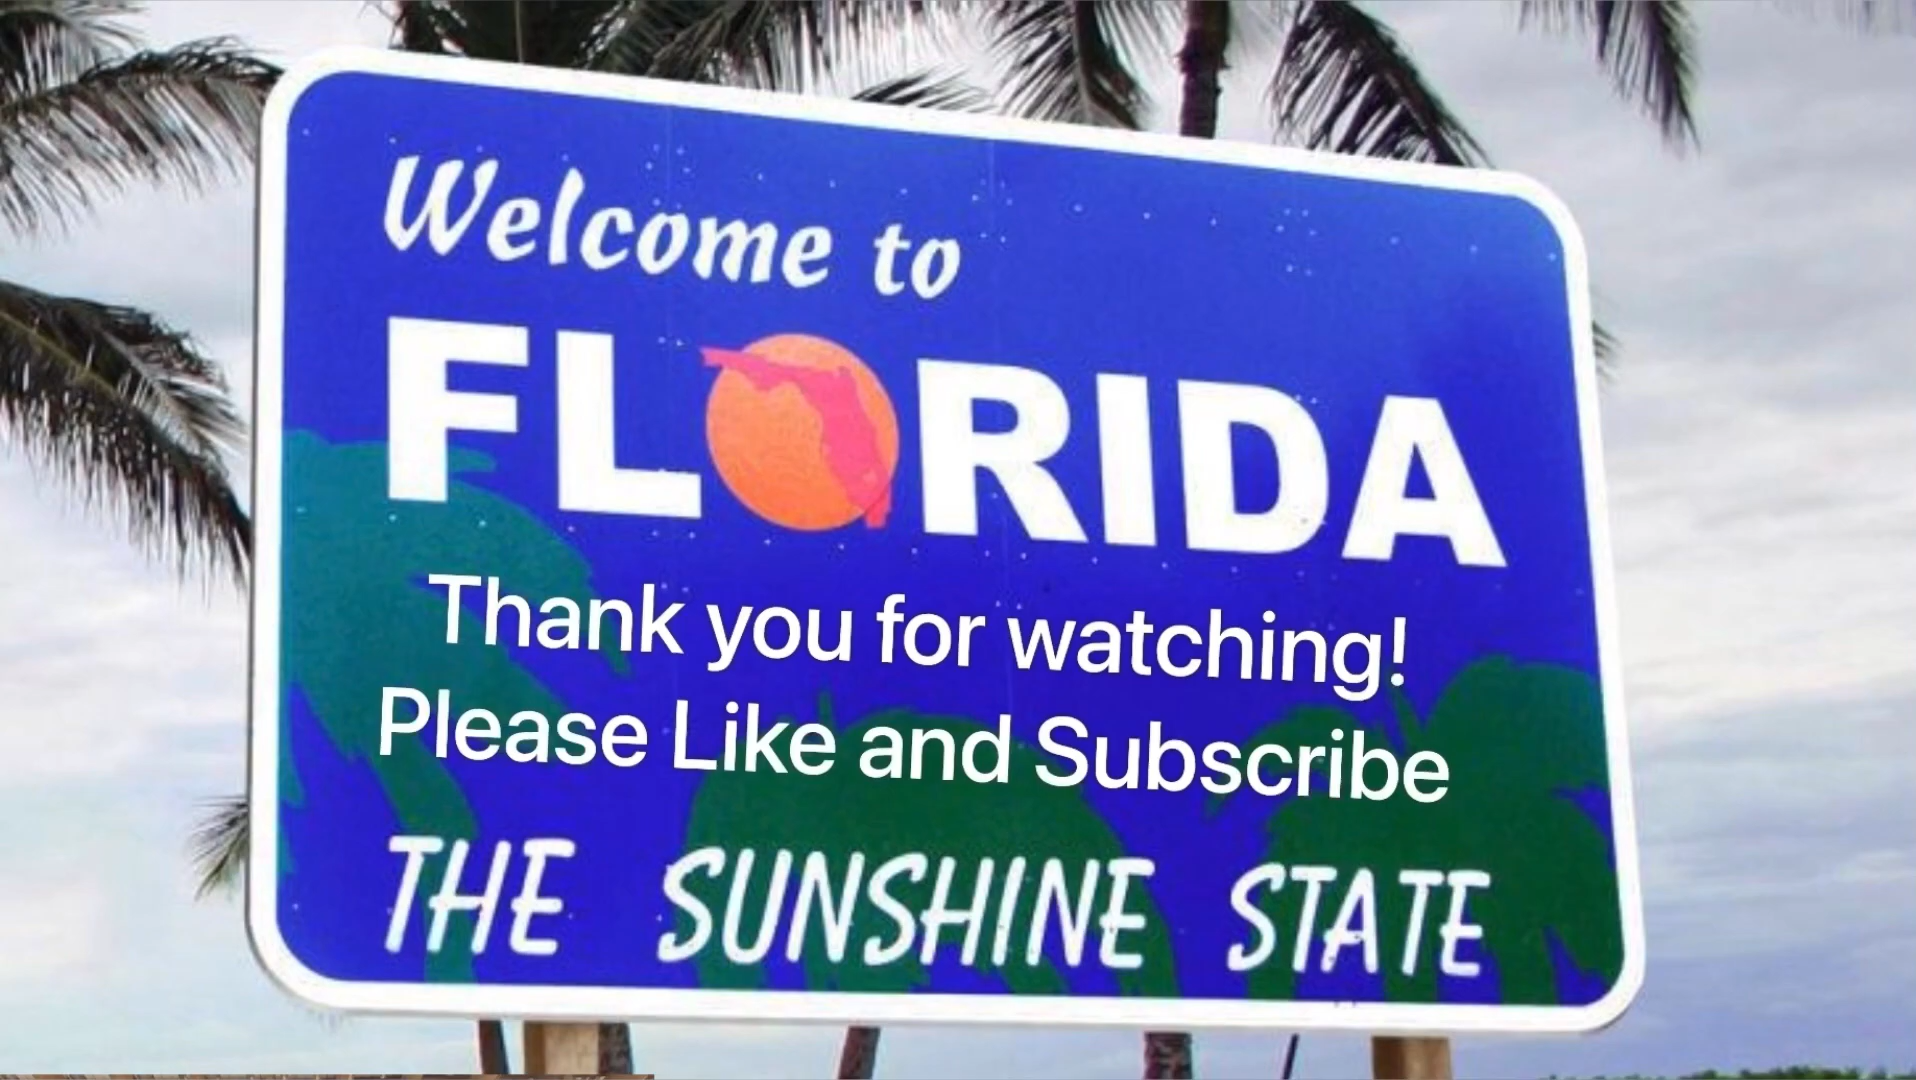 Welcome to
FLORIDA
Thank you for watching!
Please Like and Subscribe
THE SUNSHINE STATE